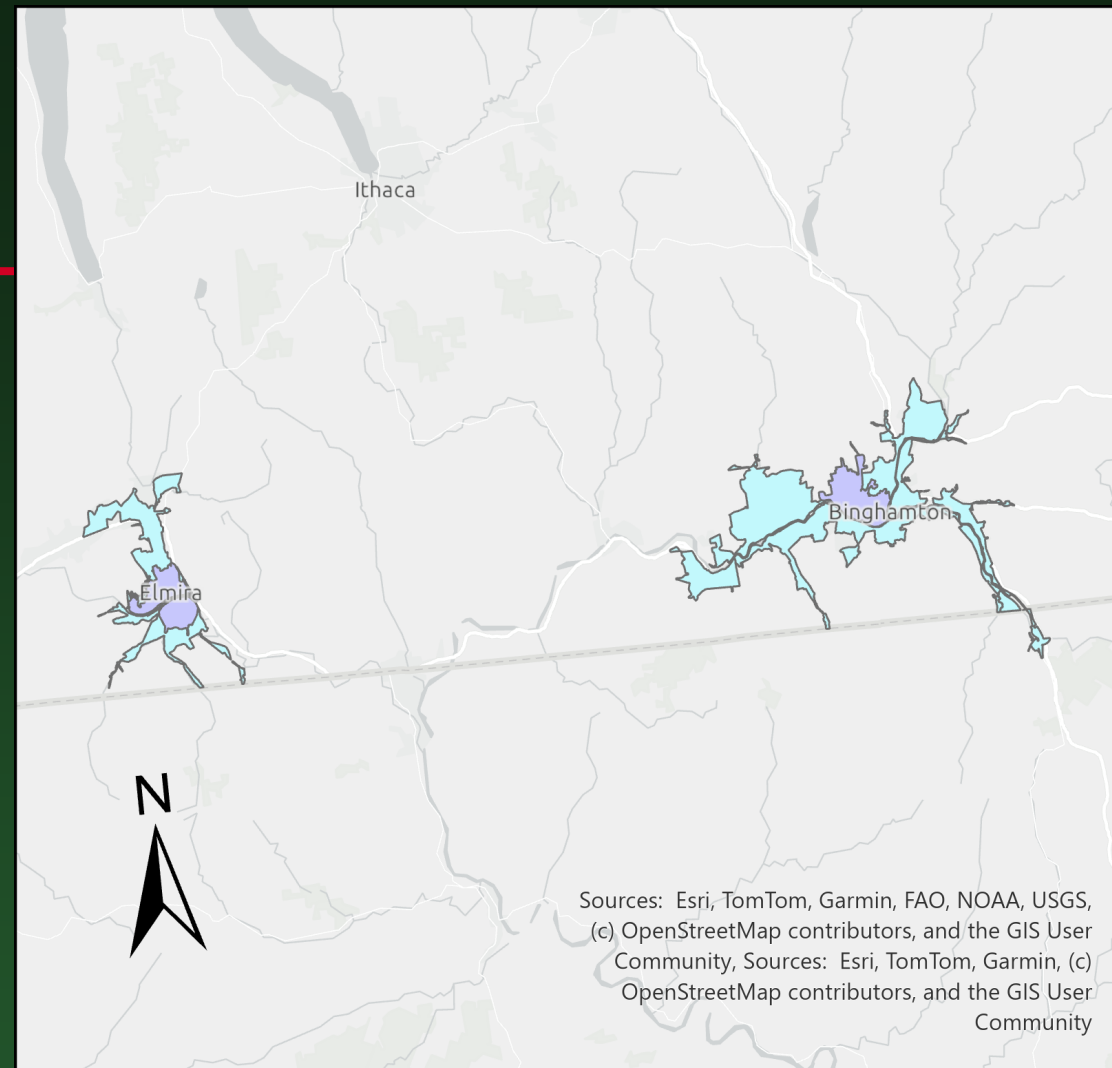 Ithaca
Binghamton
Elmira
N
Sources:  Esri, TomTom, Garmin, FAO, NOAA, USGS,
(c) OpenStreetMap contributors, and the GIS User
Community, Sources:  Esri, TomTom, Garmin, (c)
OpenStreetMap contributors, and the GIS User
Community